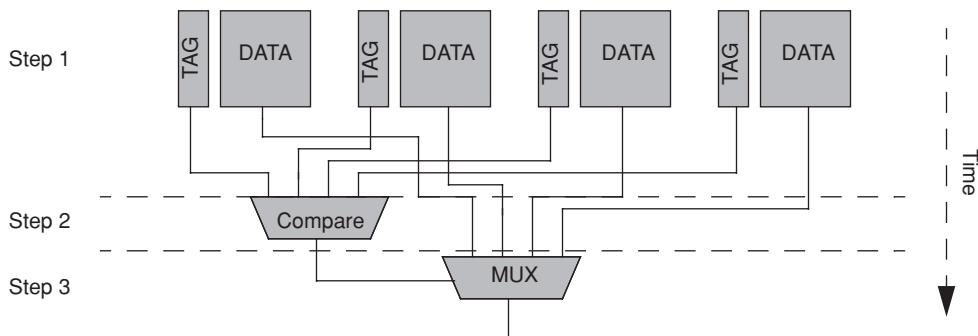 Step 1
TAG
DATA
TAG
DATA
TAG
DATA
TAG
DATA
Time
Step 2
Compare
Step 3
MUX